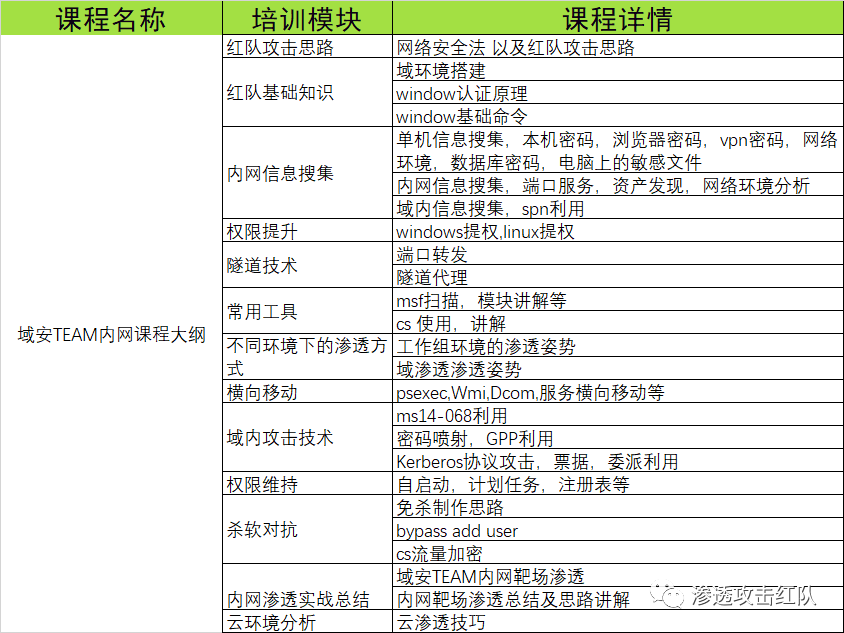 课程名称 培训模块 课程详情
红队攻击思路 网络安全法 以及红队攻击思路
域环境搭建
红队基础知识 window认证原理
window基础命令
单机信息搜集，本机密码，浏览器密码，vpn密码，网络
环境，数据库密码，电脑上的敏感文件
内网信息搜集 内网信息搜集，端口服务，资产发现，网络环境分析
域内信息搜集，spn利用
权限提升 windows提权,linux提权
隧道技术 端口转发
隧道代理
常用工具 msf扫描，模块讲解等
cs 使用，讲解
域安TEAM内网课程大纲
不同环境下的渗透方 工作组环境的渗透姿势
式 域渗透渗透姿势
横向移动 psexec,Wmi,Dcom,服务横向移动等
ms14-068利用
域内攻击技术 密码喷射，GPP利用
Kerberos协议攻击，票据，委派利用
权限维持 自启动，计划任务，注册表等
免杀制作思路
杀软对抗 bypass add user
cs流量加密
域安TEAM内网靶场渗透
内网渗透实战总结 内网靶场渗透总结及思路讲解
云环境分析 云渗透技巧
渗透攻击红队